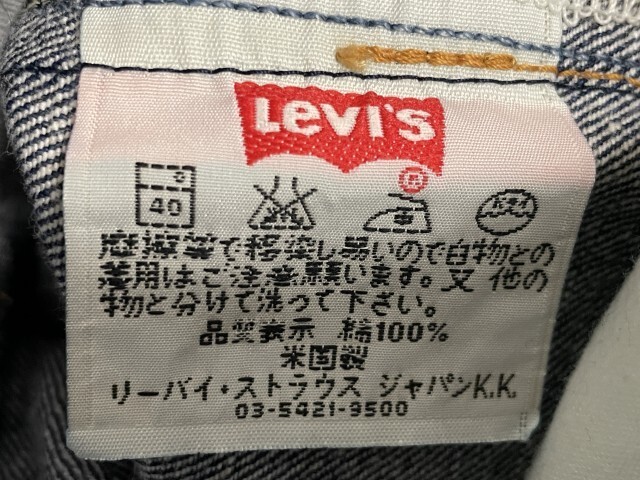 Levi's
®
40
摩擦等で移染し易いので白物との
着用はご注意願います。又 他の
物と分けて洗って下さい。
品質表示 綿100%
米国製
リーバイ・ストラウス ジャパンK.K.
03-5421-9500